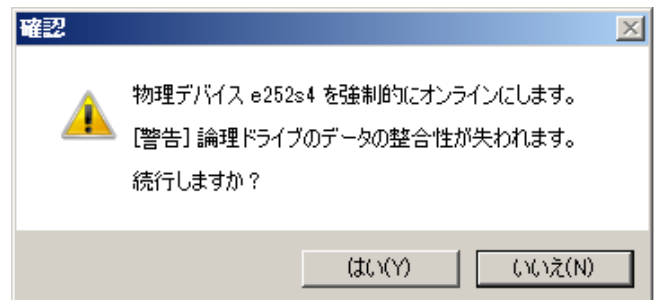 確認
物理デバイス e252s4 を強制的にオンラインにします。
[警告] 論理ドライブのデータの整合性が失われます。
続行しますか？
はい(Y)
いいえ(N)